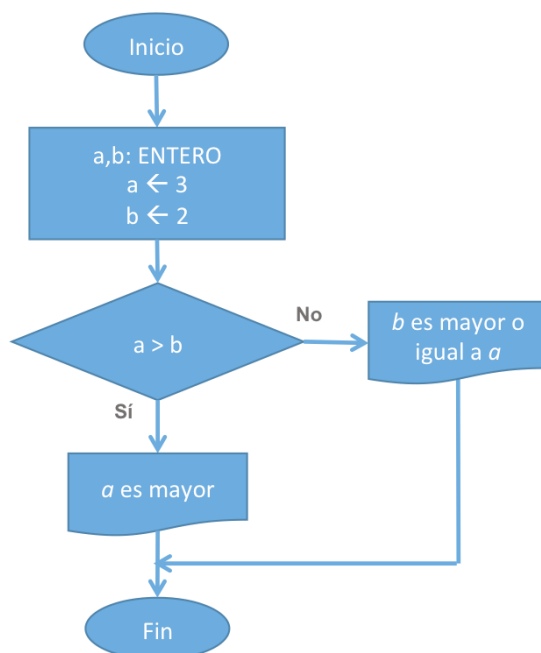 Inicio
a,b: ENTERO
a ← 3
b ← 2
a > b
No
b es mayor o
igual a a
Sí
a es mayor
Fin